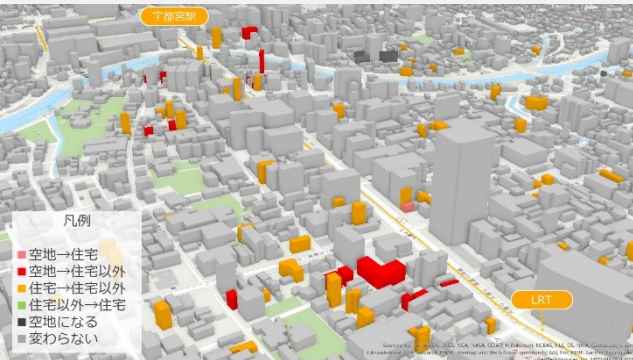 宇都宮駅
凡例
空地→住宅
空地→住宅以外
住宅→住宅以外
住宅以外→住宅
空地になる
変わらない
LRT